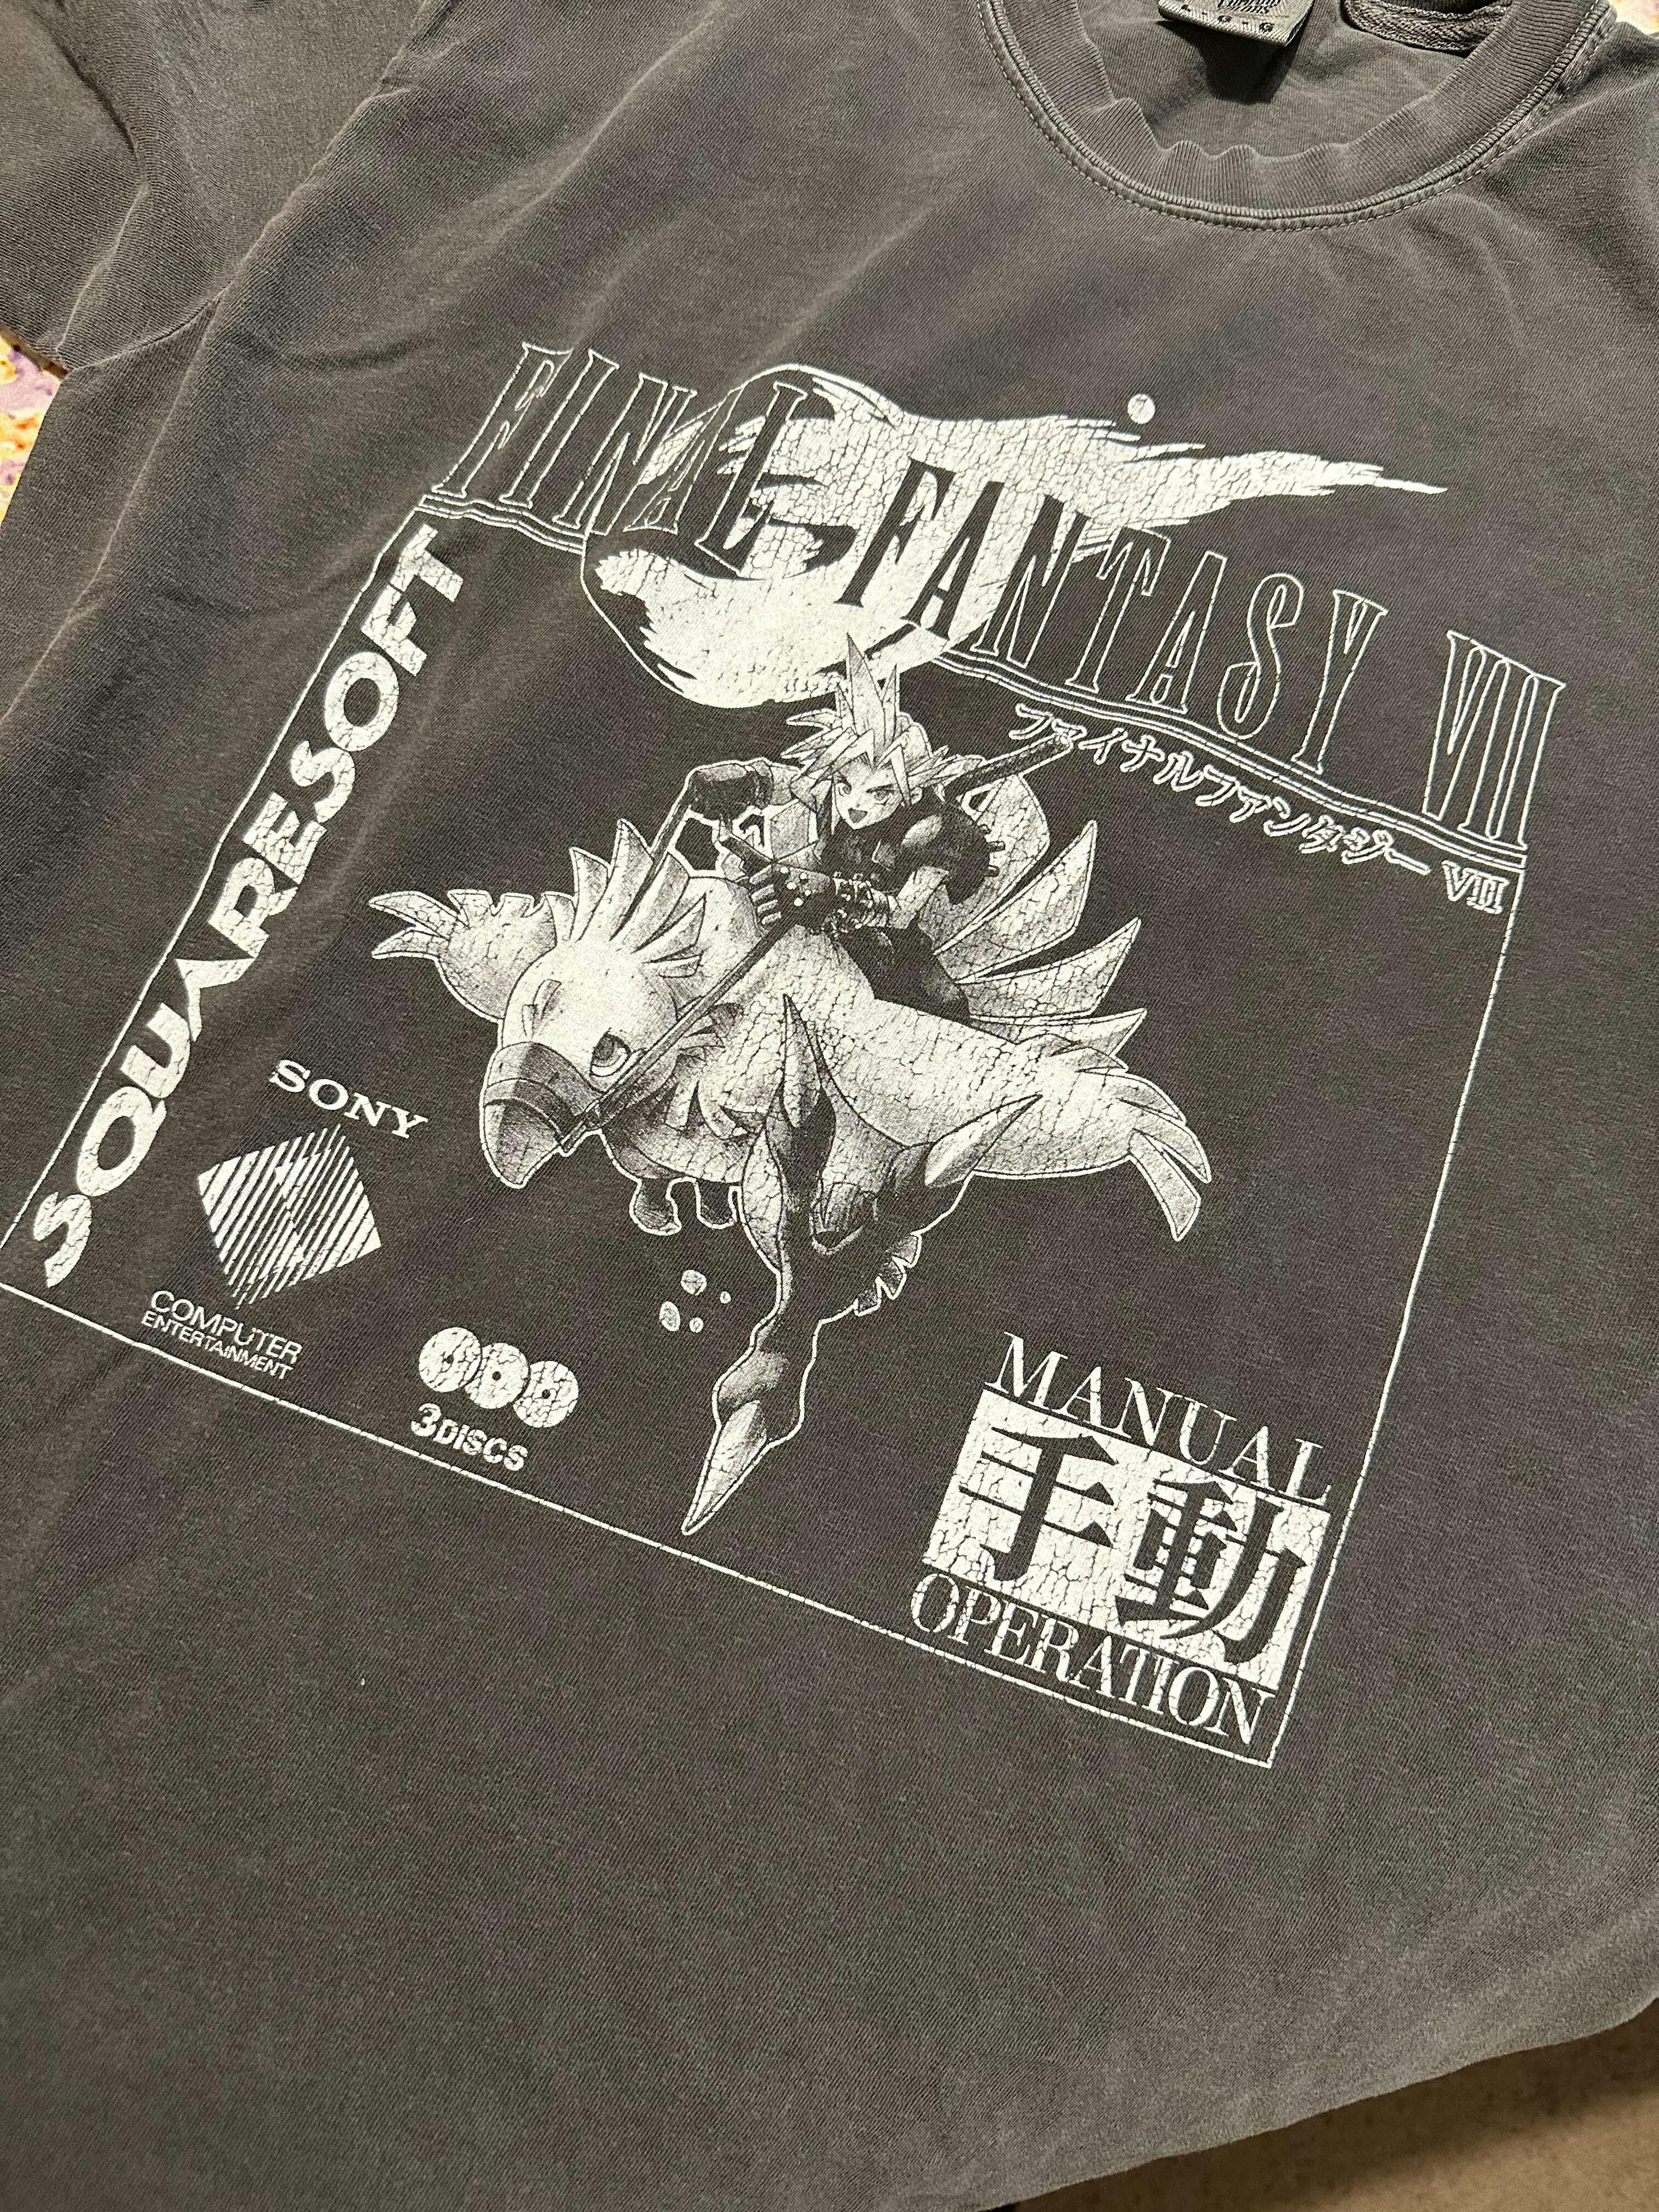 FINAL FANTASY VII
ファイナルファンタジー VII
SQUARESOFT
SONY
COMPUTER
ENTERTAINMENT
3DISCS
MANUAL
手動
OPERATION